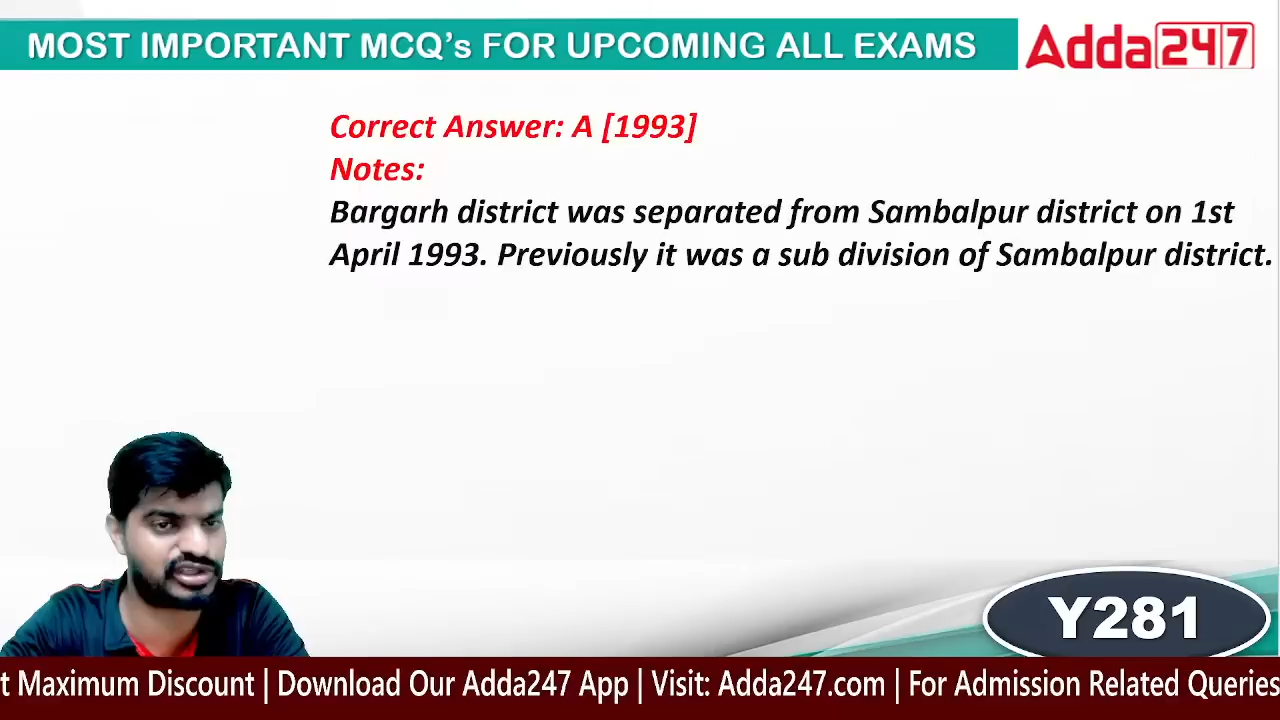 MOST IMPORTANT MCQ's FOR UPCOMING ALL EXAMS
Adda247
Correct Answer: A [1993]
Notes:
Bargarh district was separated from Sambalpur district on 1st
April 1993. Previously it was a sub division of Sambalpur district.
Y281
t Maximum Discount | Download Our Adda247 App | Visit: Adda247.com | For Admission Related Queries